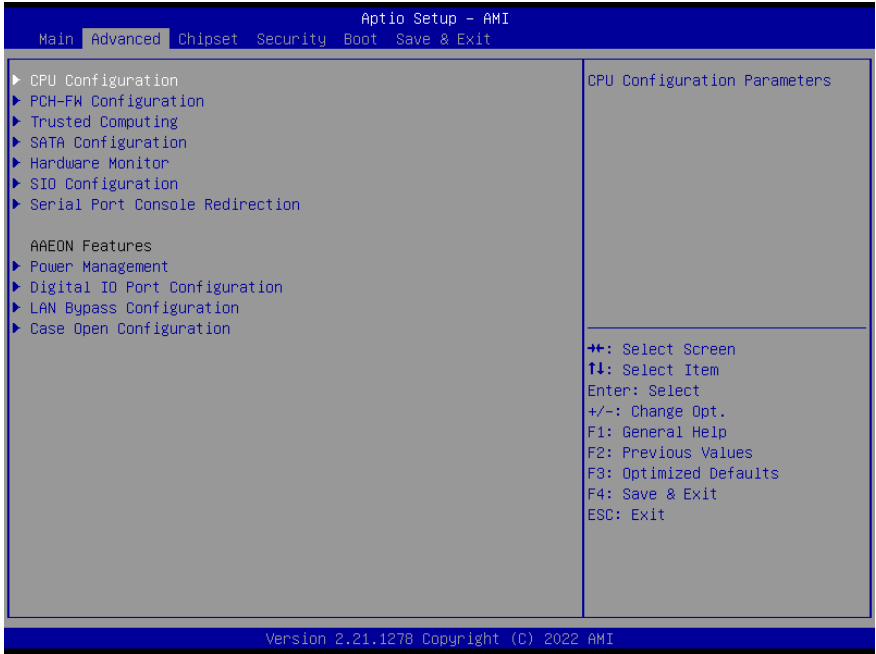 Aptio Setup – AMI
Main Advanced Chipset Security Boot Save & Exit
▶ CPU Configuration
▶ PCH-FW Configuration
▶ Trusted Computing
▶ SATA Configuration
▶ Hardware Monitor
▶ SIO Configuration
▶ Serial Port Console Redirection
AAEON Features
▶ Power Management
▶ Digital IO Port Configuration
▶ LAN Bypass Configuration
▶ Case Open Configuration
CPU Configuration Parameters
→←: Select Screen
↑↓: Select Item
Enter: Select
+/-: Change Opt.
F1: General Help
F2: Previous Values
F3: Optimized Defaults
F4: Save & Exit
ESC: Exit
Version 2.21.1278 Copyright (C) 2022 AMI